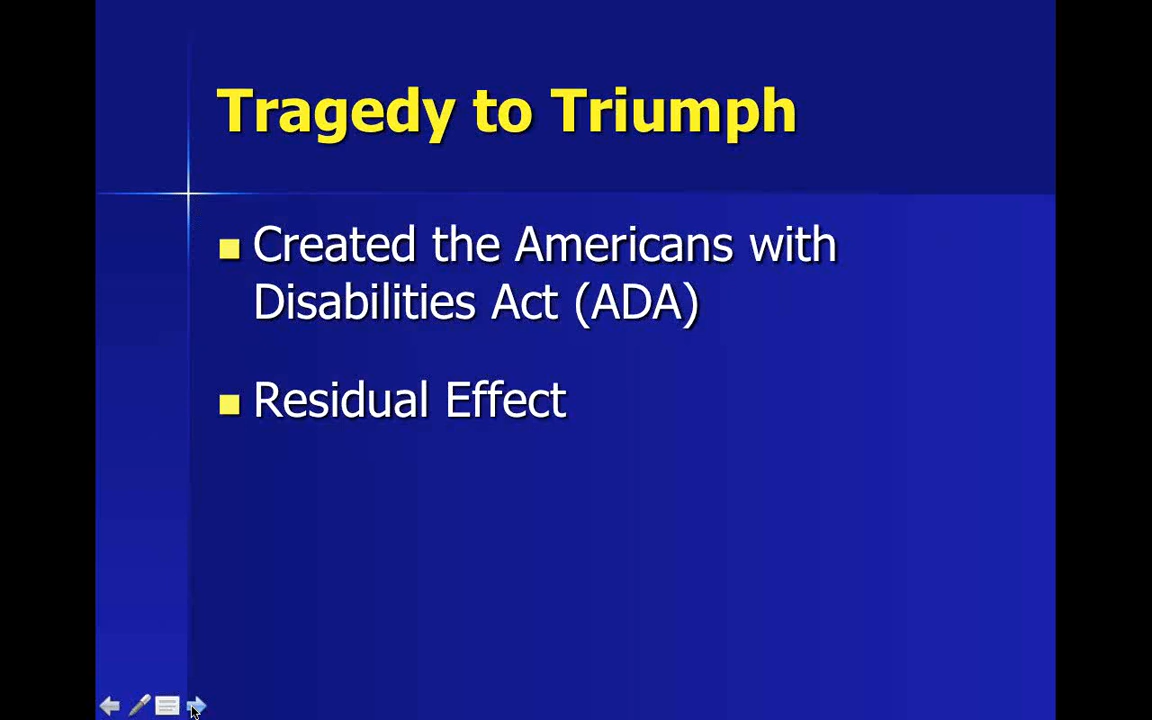 Tragedy to Triumph
Created the Americans with
Disabilities Act (ADA)
Residual Effect